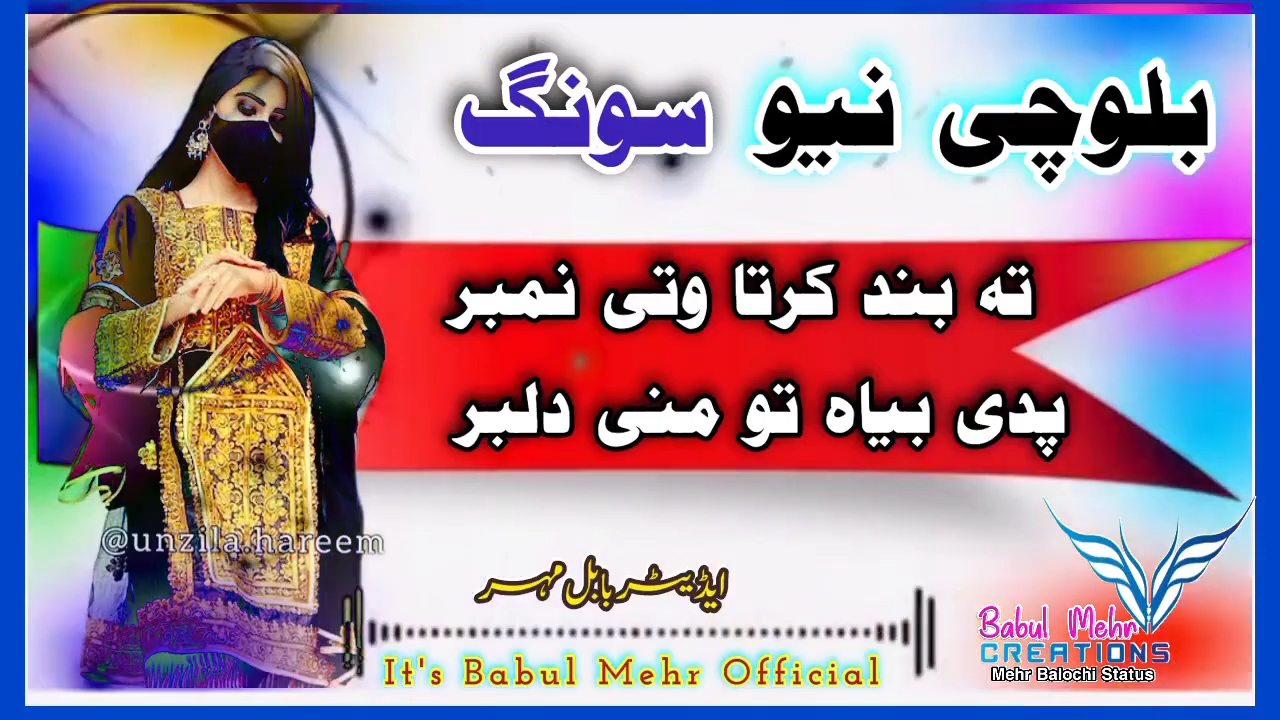 بلوچی نیو سونگ
ته بند کرتا وتی نمبر
پدی بیاہ تو منی دلبر
@unzila.hareem
ایڈیٹر بابل مہر
It's Babul Mehr Official
Babul Mehr
CREATIONS
Mehr Balochi Status